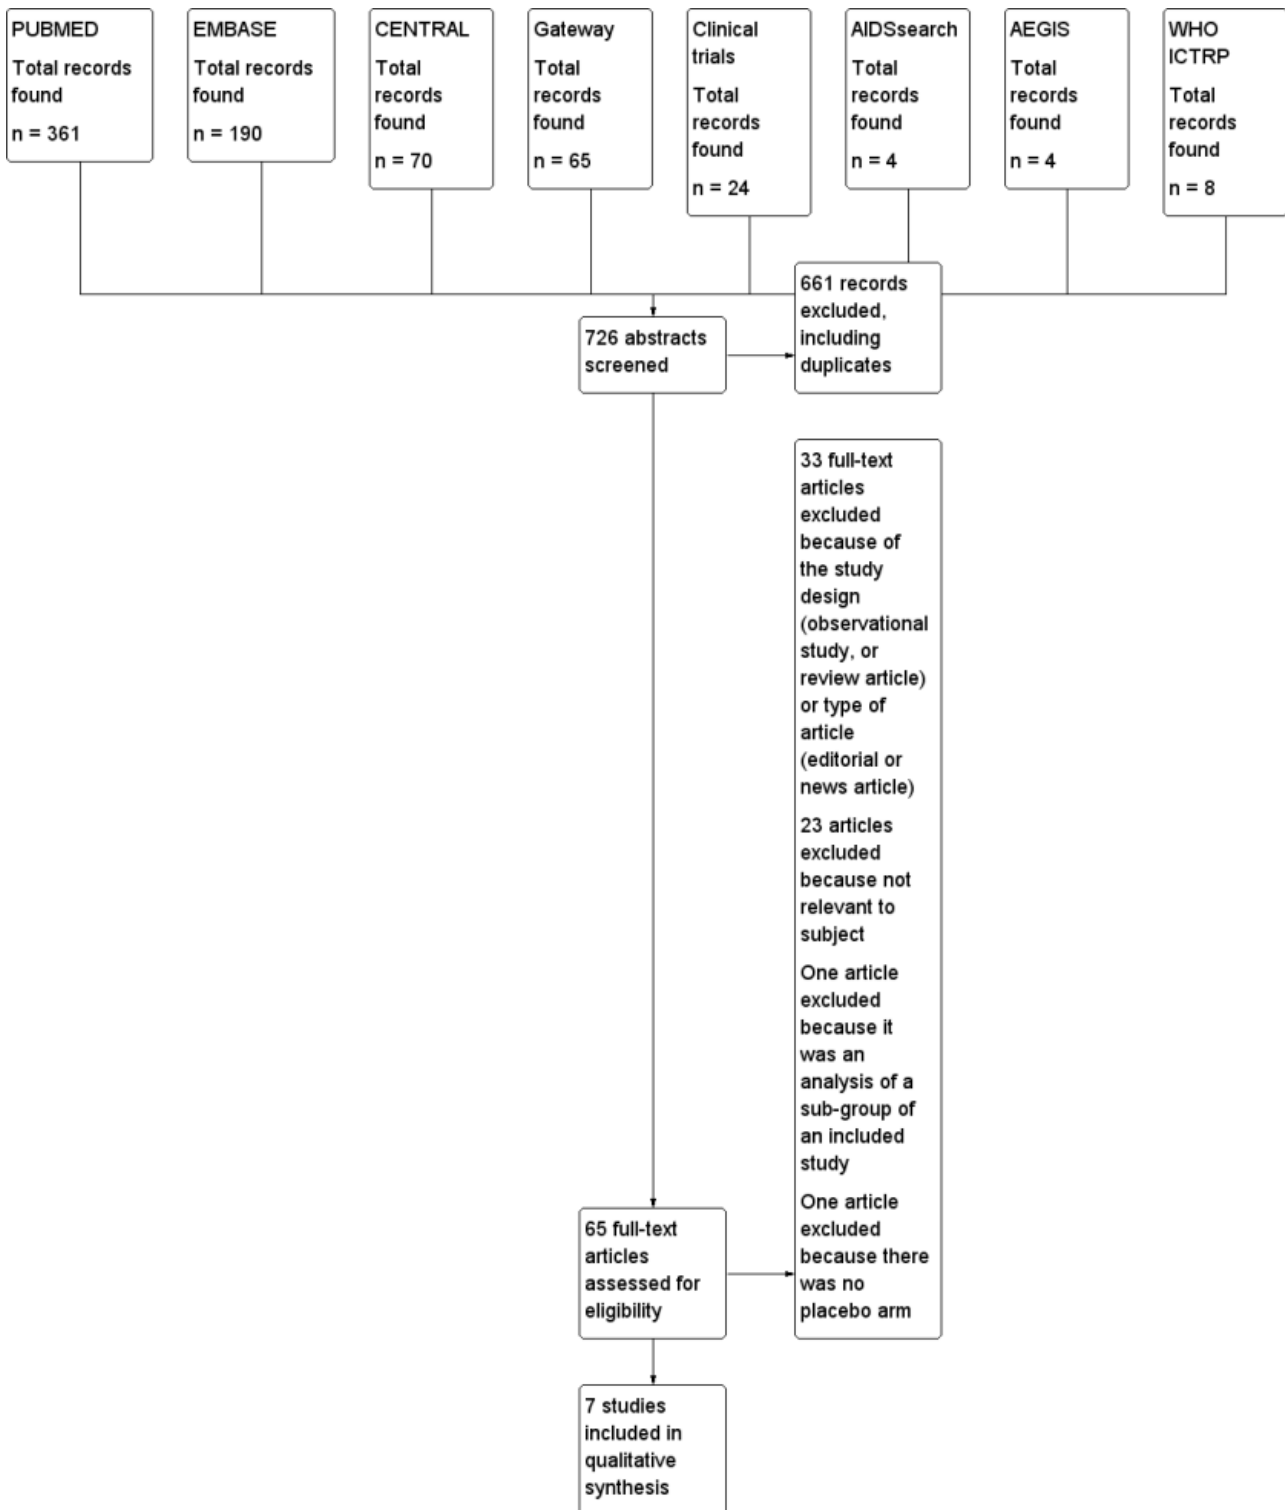 PUBMED
Total records
found
n = 361
EMBASE
Total records
found
n = 190
CENTRAL
Total
records
found
n = 70
Gateway
Total
records
found
n = 65
Clinical
trials
Total
records
found
n = 24
AIDSsearch
Total
records
found
n = 4
AEGIS
Total
records
found
n = 4
WHO
ICTRP
Total
records
found
n = 8
726 abstracts
screened
661 records
excluded,
including
duplicates
33 full-text
articles
excluded
because of
the study
design
(observational
study, or
review article)
or type of
article
(editorial or
news article)
23 articles
excluded
because not
relevant to
subject
One article
excluded
because it
was an
analysis of a
sub-group of
an included
study
One article
excluded
because there
was no
placebo arm
65 full-text
articles
assessed for
eligibility
7 studies
included in
qualitative
synthesis